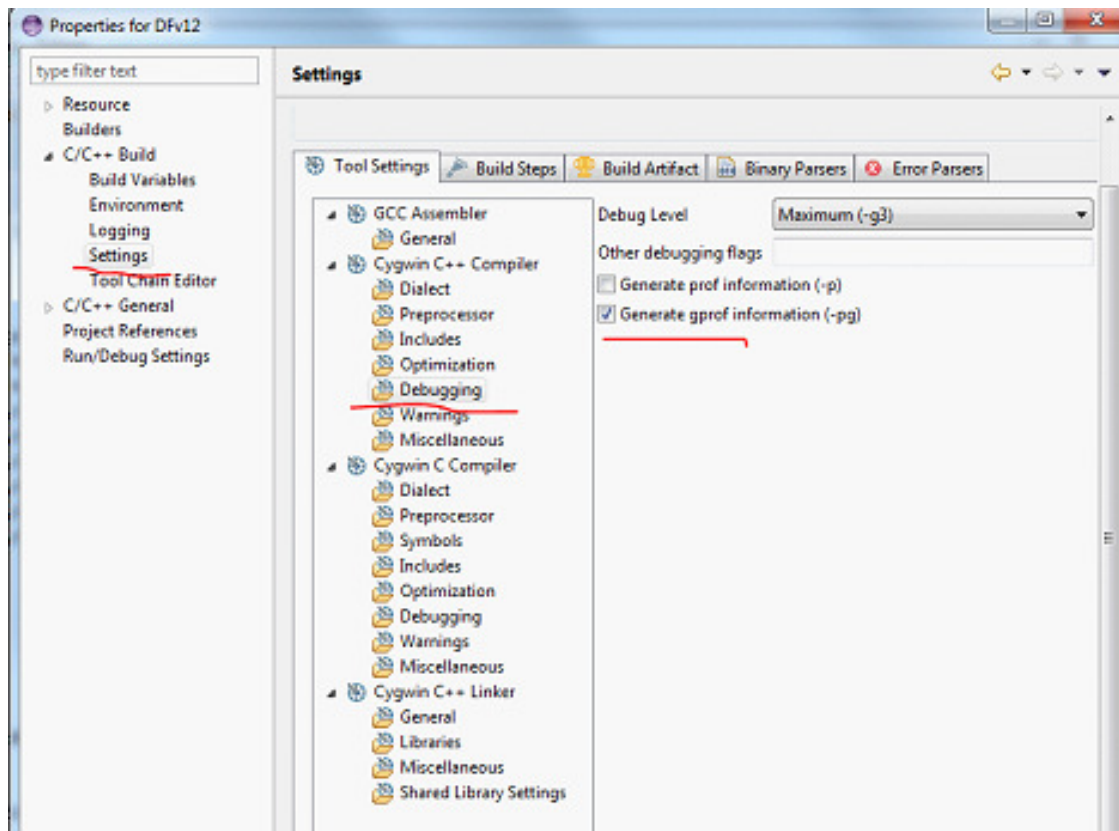 Properties for DFv12
type filter text
Resource
Builders
C/C++ Build
Build Variables
Environment
Logging
Settings
Tool Chain Editor
C/C++ General
Project References
Run/Debug Settings
Settings
Tool Settings
Build Steps
Build Artifact
Binary Parsers
Error Parsers
GCC Assembler
General
Cygwin C++ Compiler
Dialect
Preprocessor
Includes
Optimization
Debugging
Warnings
Miscellaneous
Cygwin C Compiler
Dialect
Preprocessor
Symbols
Includes
Optimization
Debugging
Warnings
Miscellaneous
Cygwin C++ Linker
General
Libraries
Miscellaneous
Shared Library Settings
Debug Level
Maximum (-g3)
Other debugging flags
Generate prof information (-p)
Generate gprof information (-pg)